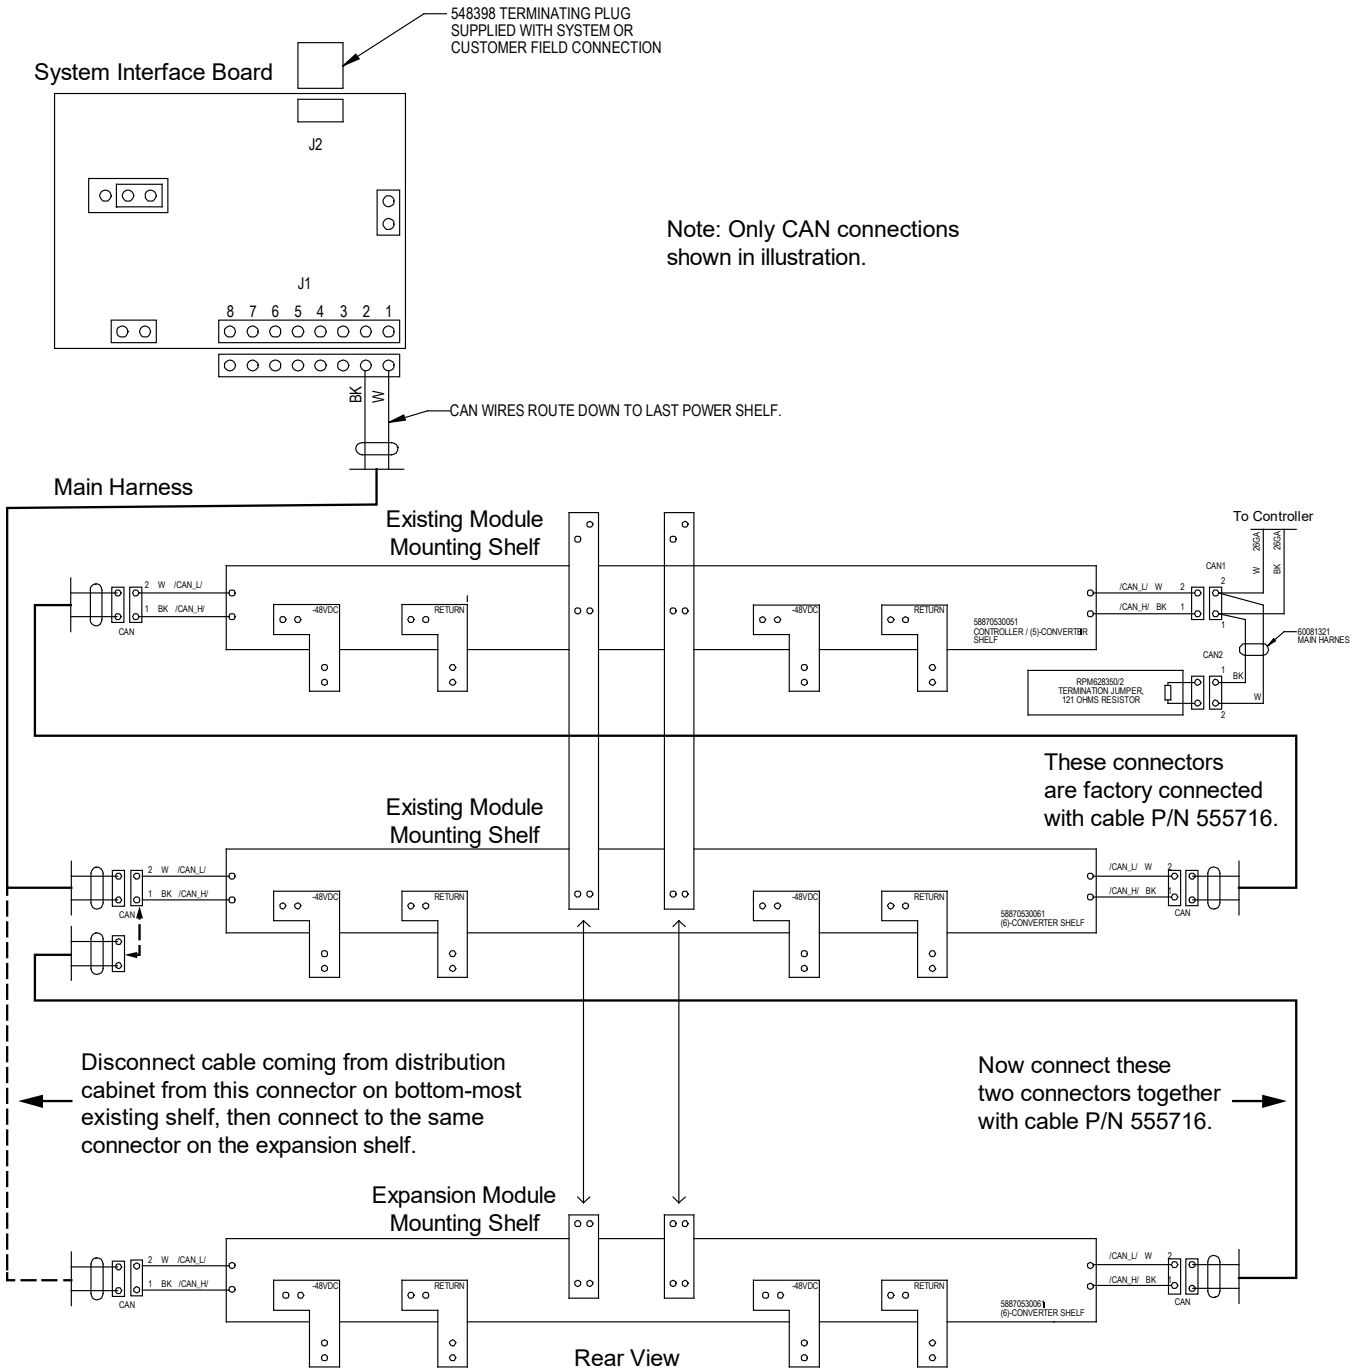 548398 TERMINATING PLUG
SUPPLIED WITH SYSTEM OR
CUSTOMER FIELD CONNECTION
System Interface Board
J2
Note: Only CAN connections
shown in illustration.
J1
8 7 6 5 4 3 2 1
BK W
CAN WIRES ROUTE DOWN TO LAST POWER SHELF.
Main Harness
Existing Module
Mounting Shelf
To Controller
W 26GA BK 26GA
CAN1
2 W /CAN_L/
1 BK /CAN_H/
CAN
-48VDC
RETURN
-48VDC
RETURN
58870530051
CONTROLLER / (5)-CONVERTER
SHELF
/CAN_L/ W 2
/CAN_H/ BK 1
2
1
60081321
MAIN HARNES
CAN2
RPM628350/2
TERMINATION JUMPER,
121 OHMS RESISTOR
1
BK
W
2
These connectors
are factory connected
with cable P/N 555716.
Existing Module
Mounting Shelf
2 W /CAN_L/
1 BK /CAN_H/
CAN
-48VDC
RETURN
-48VDC
RETURN
58870530061
(6)-CONVERTER SHELF
/CAN_L/ W 2
/CAN_H/ BK 1
CAN
Disconnect cable coming from distribution
cabinet from this connector on bottom-most
existing shelf, then connect to the same
connector on the expansion shelf.
Now connect these
two connectors together
with cable P/N 555716.
Expansion Module
Mounting Shelf
2 W /CAN_L/
1 BK /CAN_H/
CAN
-48VDC
RETURN
-48VDC
RETURN
58870530061
(6)-CONVERTER SHELF
/CAN_L/ W 2
/CAN_H/ BK 1
CAN
Rear View